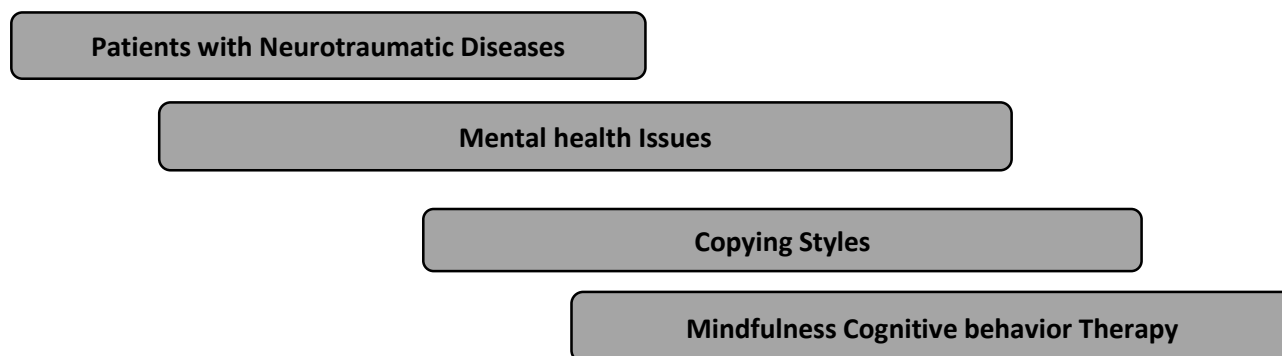 Patients with Neurotraumatic Diseases
Mental health Issues
Copying Styles
Mindfulness Cognitive behavior Therapy